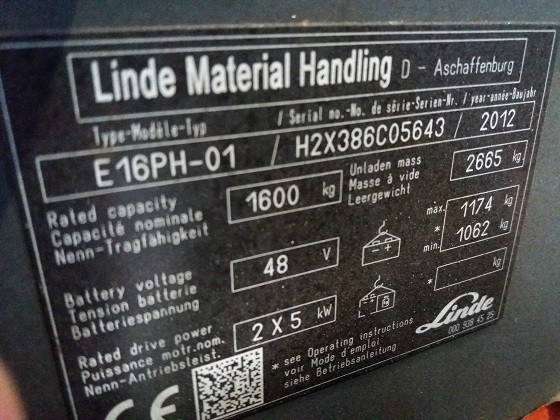 Linde Material Handling D - Aschaffenburg
Type-Modèle-Typ / Serial no.-No. de série-Serien-Nr. / year-année-Baujahr
E16PH-01 / H2X386C05643 / 2012
Rated capacity
Capacité nominale
Nenn-Tragfähigkeit
1600 kg
Unladen mass
Masse à vide
Leergewicht
2665 kg
Battery voltage
Tension batterie
Batteriespannung
48 V
max. 1174 kg
*
min. 1062 kg
* kg
Rated drive power
Puissance motr.nom.
Nenn-Antriebsleist.
2 X 5 kW
* see Operating instructions
voir Mode d'emploi
siehe Betriebsanleitung
Linde
000 938 45 25
CE